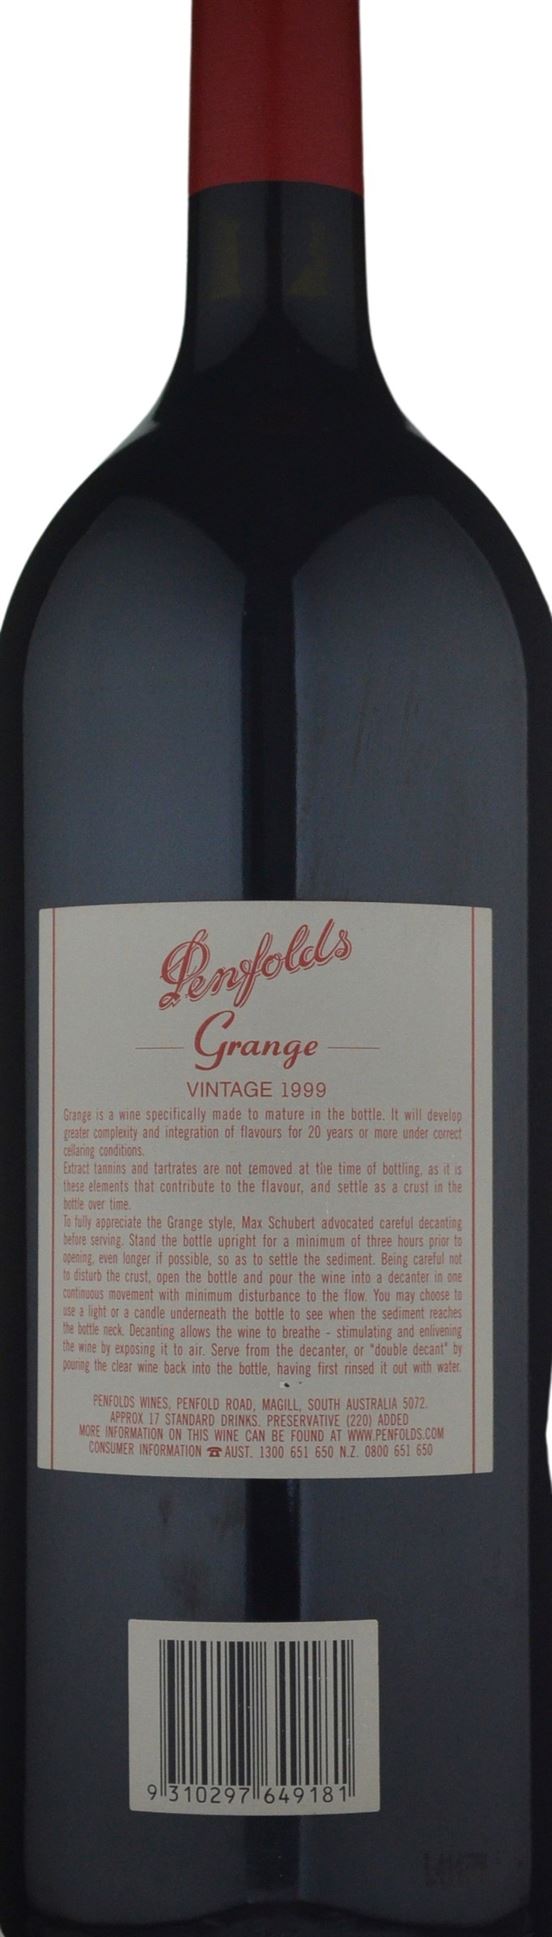 Penfolds
Grange
VINTAGE 1999
Grange is a wine specifically made to mature in the bottle. It will develop
greater complexity and integration of flavours for 20 years or more under correct
cellaring conditions.
Extract tannins and tartrates are not removed at the time of bottling, as it is
these elements that contribute to the flavour, and settle as a crust in the
bottle over time.
To fully appreciate the Grange style, Max Schubert advocated careful decanting
before serving. Stand the bottle upright for a minimum of three hours prior to
opening, even longer if possible, so as to settle the sediment. Being careful not
to disturb the crust, open the bottle and pour the wine into a decanter in one
continuous movement with minimum disturbance to the flow. You may choose to
use a light or a candle underneath the bottle to see when the sediment reaches
the bottle neck. Decanting allows the wine to breathe - stimulating and enlivening
the wine by exposing it to air. Serve from the decanter, or "double decant" by
pouring the clear wine back into the bottle, having first rinsed it out with water.
PENFOLDS WINES, PENFOLD ROAD, MAGILL, SOUTH AUSTRALIA 5072.
APPROX 17 STANDARD DRINKS. PRESERVATIVE (220) ADDED
MORE INFORMATION ON THIS WINE CAN BE FOUND AT WWW.PENFOLDS.COM
CONSUMER INFORMATION ☎ AUST. 1300 651 650 N.Z. 0800 651 650
9 310297 649181